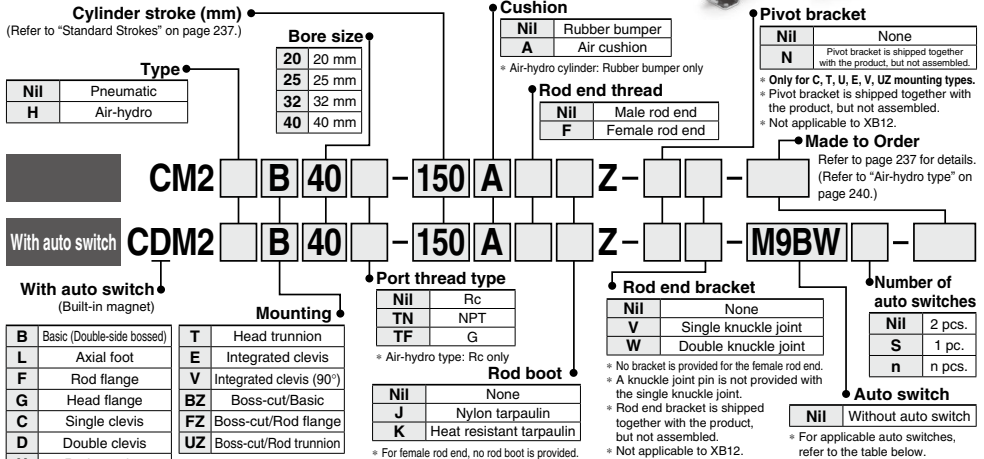 Cylinder stroke (mm)
(Refer to “Standard Strokes” on page 237.)
Type
Nil Pneumatic
H Air-hydro
Bore size
20 20 mm
25 25 mm
32 32 mm
40 40 mm
Cushion
Nil Rubber bumper
A Air cushion
* Air-hydro cylinder: Rubber bumper only
Rod end thread
Nil Male rod end
F Female rod end
Pivot bracket
Nil None
N Pivot bracket is shipped together
with the product, but not assembled.
* Only for C, T, U, E, V, UZ mounting types.
* Pivot bracket is shipped together with
the product, but not assembled.
* Not applicable to XB12.
Made to Order
Refer to page 237 for details.
(Refer to “Air-hydro type” on
page 240.)
CM2 B 40 – 150 A Z – –
With auto switch CDM2 B 40 – 150 A Z – – M9BW –
With auto switch
(Built-in magnet)
Mounting
B Basic (Double-side bossed)
L Axial foot
F Rod flange
G Head flange
C Single clevis
D Double clevis
T Head trunnion
E Integrated clevis
V Integrated clevis (90°)
BZ Boss-cut/Basic
FZ Boss-cut/Rod flange
UZ Boss-cut/Rod trunnion
Port thread type
Nil Rc
TN NPT
TF G
* Air-hydro type: Rc only
Rod boot
Nil None
J Nylon tarpaulin
K Heat resistant tarpaulin
* For female rod end, no rod boot is provided.
Rod end bracket
Nil None
V Single knuckle joint
W Double knuckle joint
* No bracket is provided for the female rod end.
* A knuckle joint pin is not provided with
the single knuckle joint.
* Rod end bracket is shipped
together with the product,
but not assembled.
* Not applicable to XB12.
Number of
auto switches
Nil 2 pcs.
S 1 pc.
n n pcs.
Auto switch
Nil Without auto switch
* For applicable auto switches,
refer to the table below.